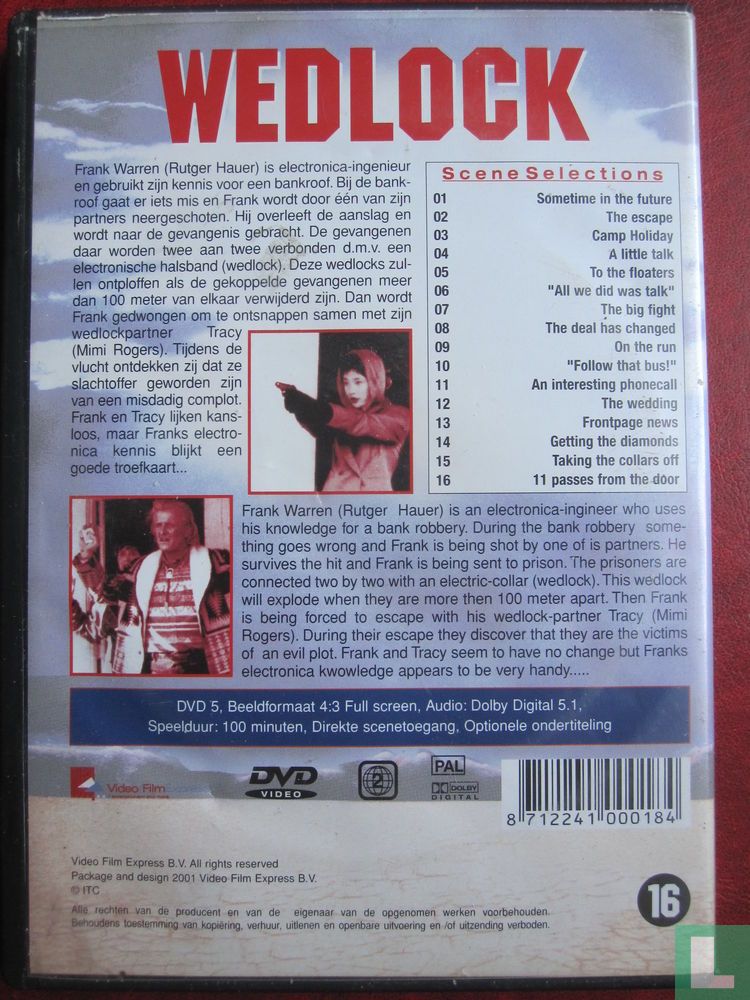 WEDLOCK
Frank Warren (Rutger Hauer) is electronica-ingenieur
en gebruikt zijn kennis voor een bankroof. Bij de bank-
roof gaat er iets mis en Frank wordt door één van zijn
partners neergeschoten. Hij overleeft de aanslag en
wordt naar de gevangenis gebracht. De gevangenen
daar worden twee aan twee verbonden d.m.v. een
electronische halsband (wedlock). Deze wedlocks zul-
len ontploffen als de gekoppelde gevangenen meer
dan 100 meter van elkaar verwijderd zijn. Dan wordt
Frank gedwongen om te ontsnappen samen met zijn
wedlockpartner Tracy
(Mimi Rogers). Tijdens de
vlucht ontdekken zij dat ze
slachtoffer geworden zijn
van een misdadig complot.
Frank en Tracy lijken kans-
loos, maar Franks electro-
nica kennis blijkt een
goede troefkaart...
Scene Selections
01 Sometime in the future
02 The escape
03 Camp Holiday
04 A little talk
05 To the floaters
06 "All we did was talk"
07 The big fight
08 The deal has changed
09 On the run
10 "Follow that bus!"
11 An interesting phonecall
12 The wedding
13 Frontpage news
14 Getting the diamonds
15 Taking the collars off
16 11 passes from the door
Frank Warren (Rutger Hauer) is an electronica-ingineer who uses
his knowledge for a bank robbery. During the bank robbery some-
thing goes wrong and Frank is being shot by one of is partners. He
survives the hit and Frank is being sent to prison. The prisoners are
connected two by two with an electric-collar (wedlock). This wedlock
will explode when they are more then 100 meter apart. Then Frank
is being forced to escape with his wedlock-partner Tracy (Mimi
Rogers). During their escape they discover that they are the victims
of an evil plot. Frank and Tracy seem to have no change but Franks
electronica kwowledge appears to be very handy.....
DVD 5, Beeldformaat 4:3 Full screen, Audio: Dolby Digital 5.1,
Speelduur: 100 minuten, Direkte scenetoegang, Optionele ondertiteling
Video Film Express
DVD
VIDEO
2
PAL
DOLBY
DIGITAL
8 712241 000184
Video Film Express B.V. All rights reserved
Package and design 2001 Video Film Express B.V.
© ITC
Alle rechten van de producent en van de eigenaar van de opgenomen werken voorbehouden.
Behoudens toestemming van kopiëring, verhuur, uitlenen en openbare uitvoering en /of uitzending verboden.
16
L